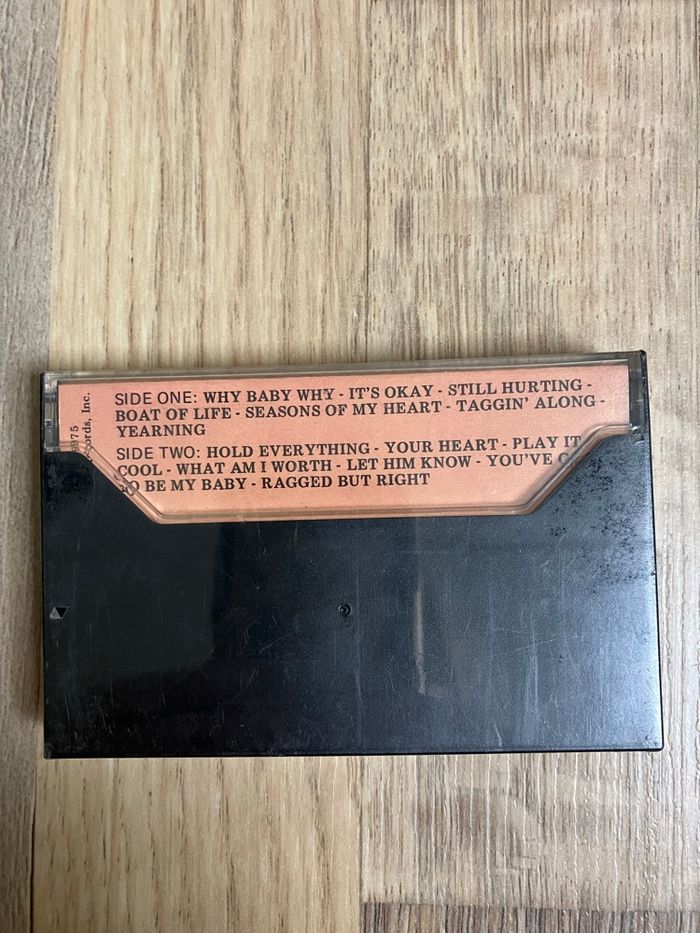 SIDE ONE: WHY BABY WHY - IT'S OKAY - STILL HURTING -
BOAT OF LIFE - SEASONS OF MY HEART - TAGGIN' ALONG -
YEARNING
SIDE TWO: HOLD EVERYTHING - YOUR HEART - PLAY IT
COOL - WHAT AM I WORTH - LET HIM KNOW - YOU'VE
BE MY BABY - RAGGED BUT RIGHT
Inc.